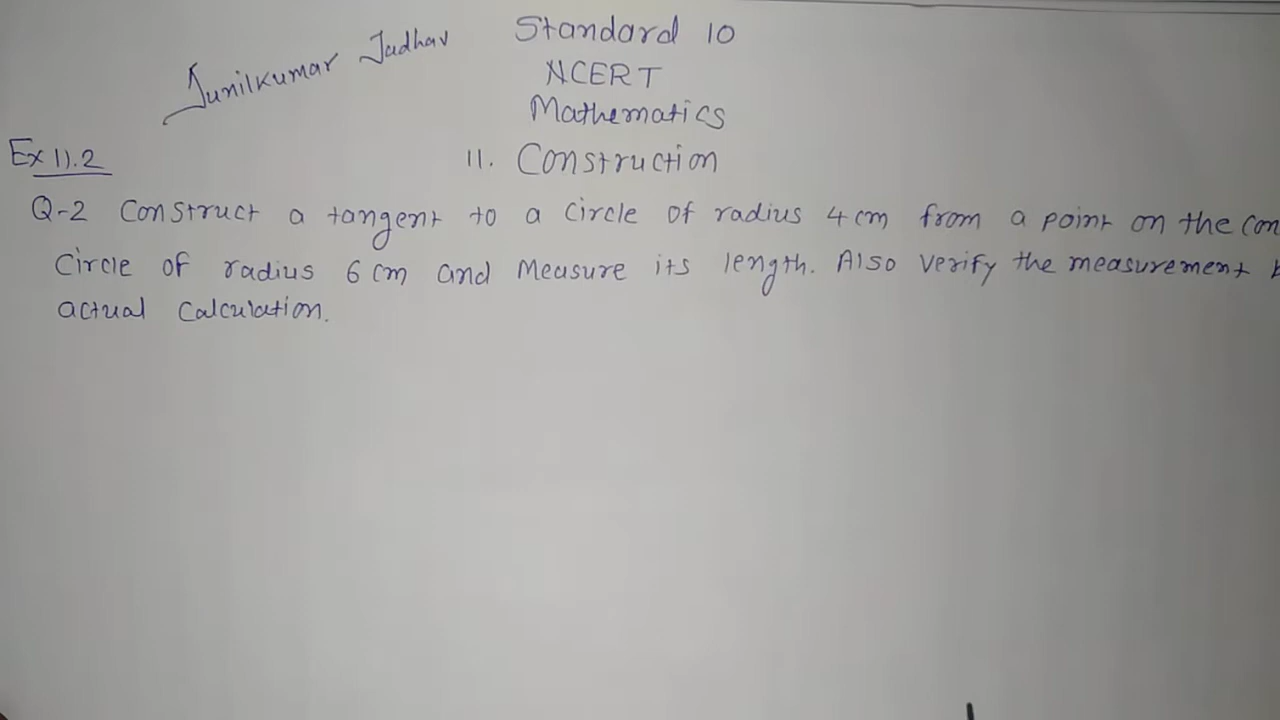 Sunilkumar Jadhav
Standard 10
NCERT
Mathematics
Ex 11.2
11. Construction
Q-2 Construct a tangent to a circle of radius 4 cm from a point on the con
Circle of radius 6 cm and Measure its length. Also verify the measurement b
actual calculation.